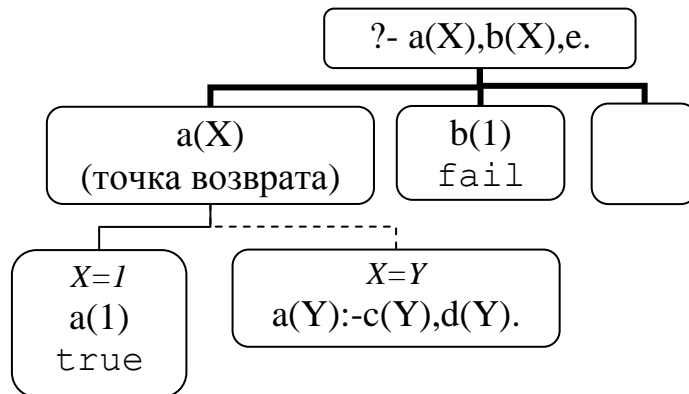 ?- a(X),b(X),e.
a(X)
(точка возврата)
b(1)
fail
X=1
a(1)
true
X=Y
a(Y):-c(Y),d(Y).